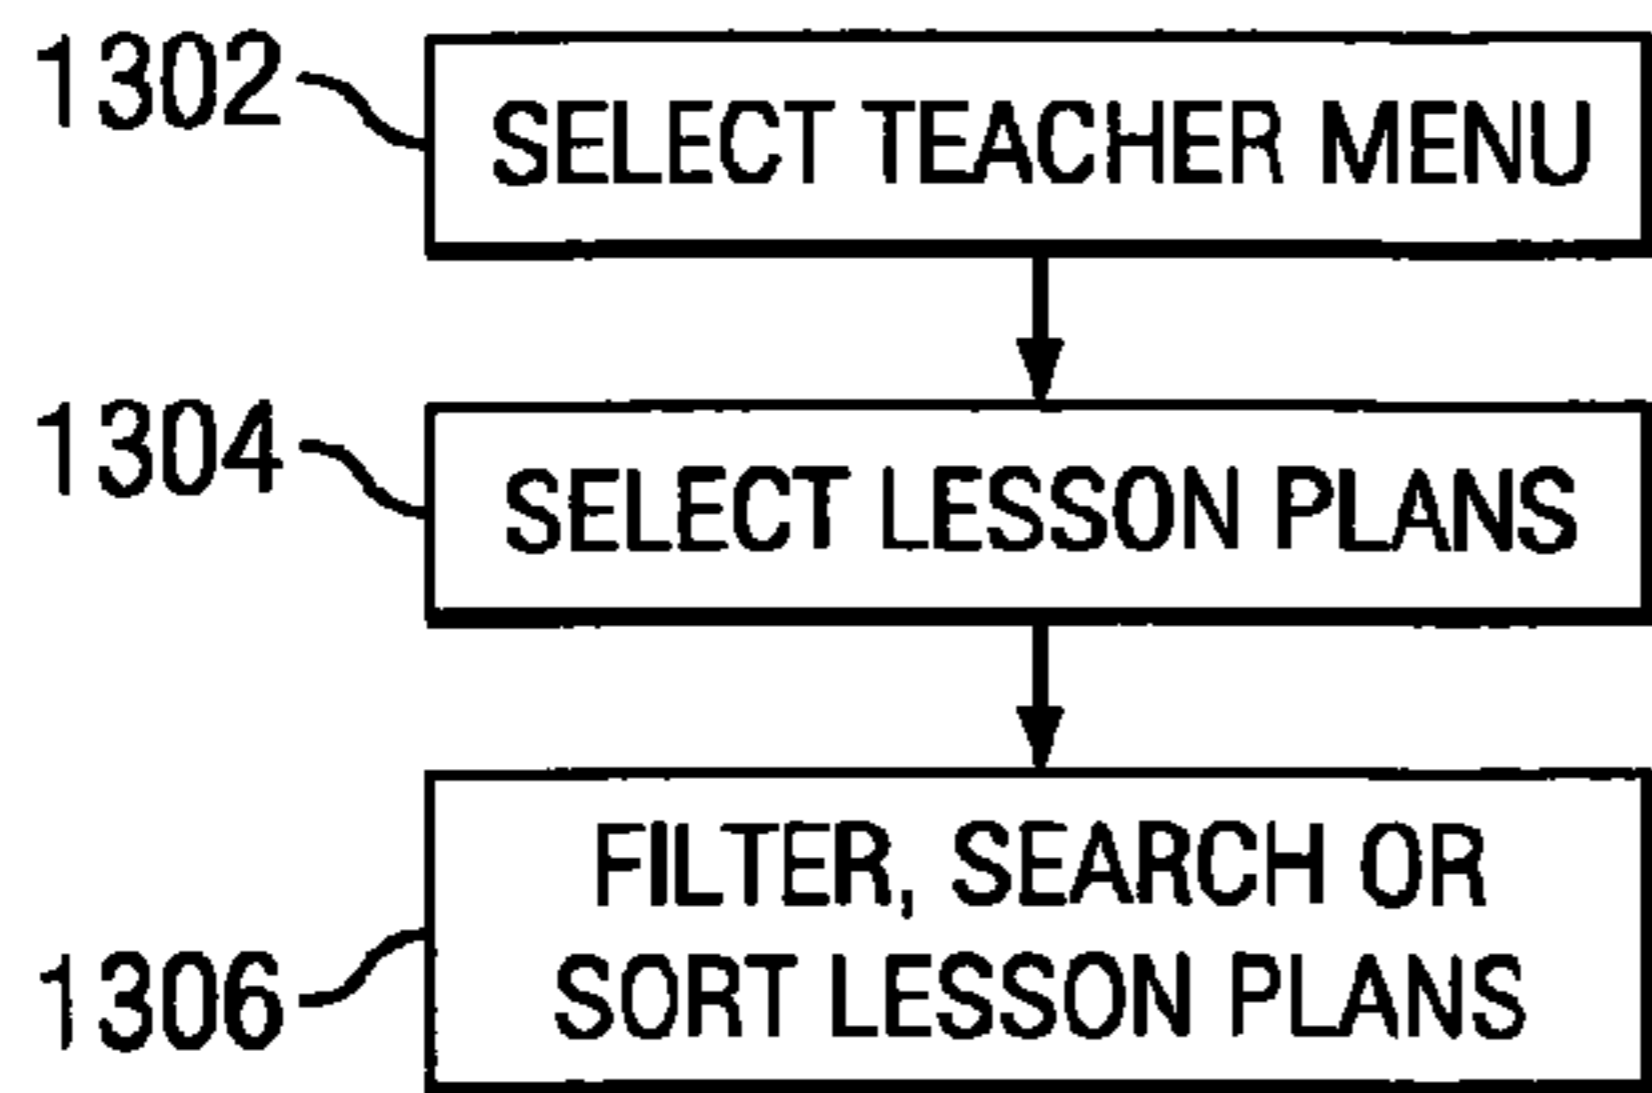 1302
SELECT TEACHER MENU
1304
SELECT LESSON PLANS
1306
FILTER, SEARCH OR
SORT LESSON PLANS